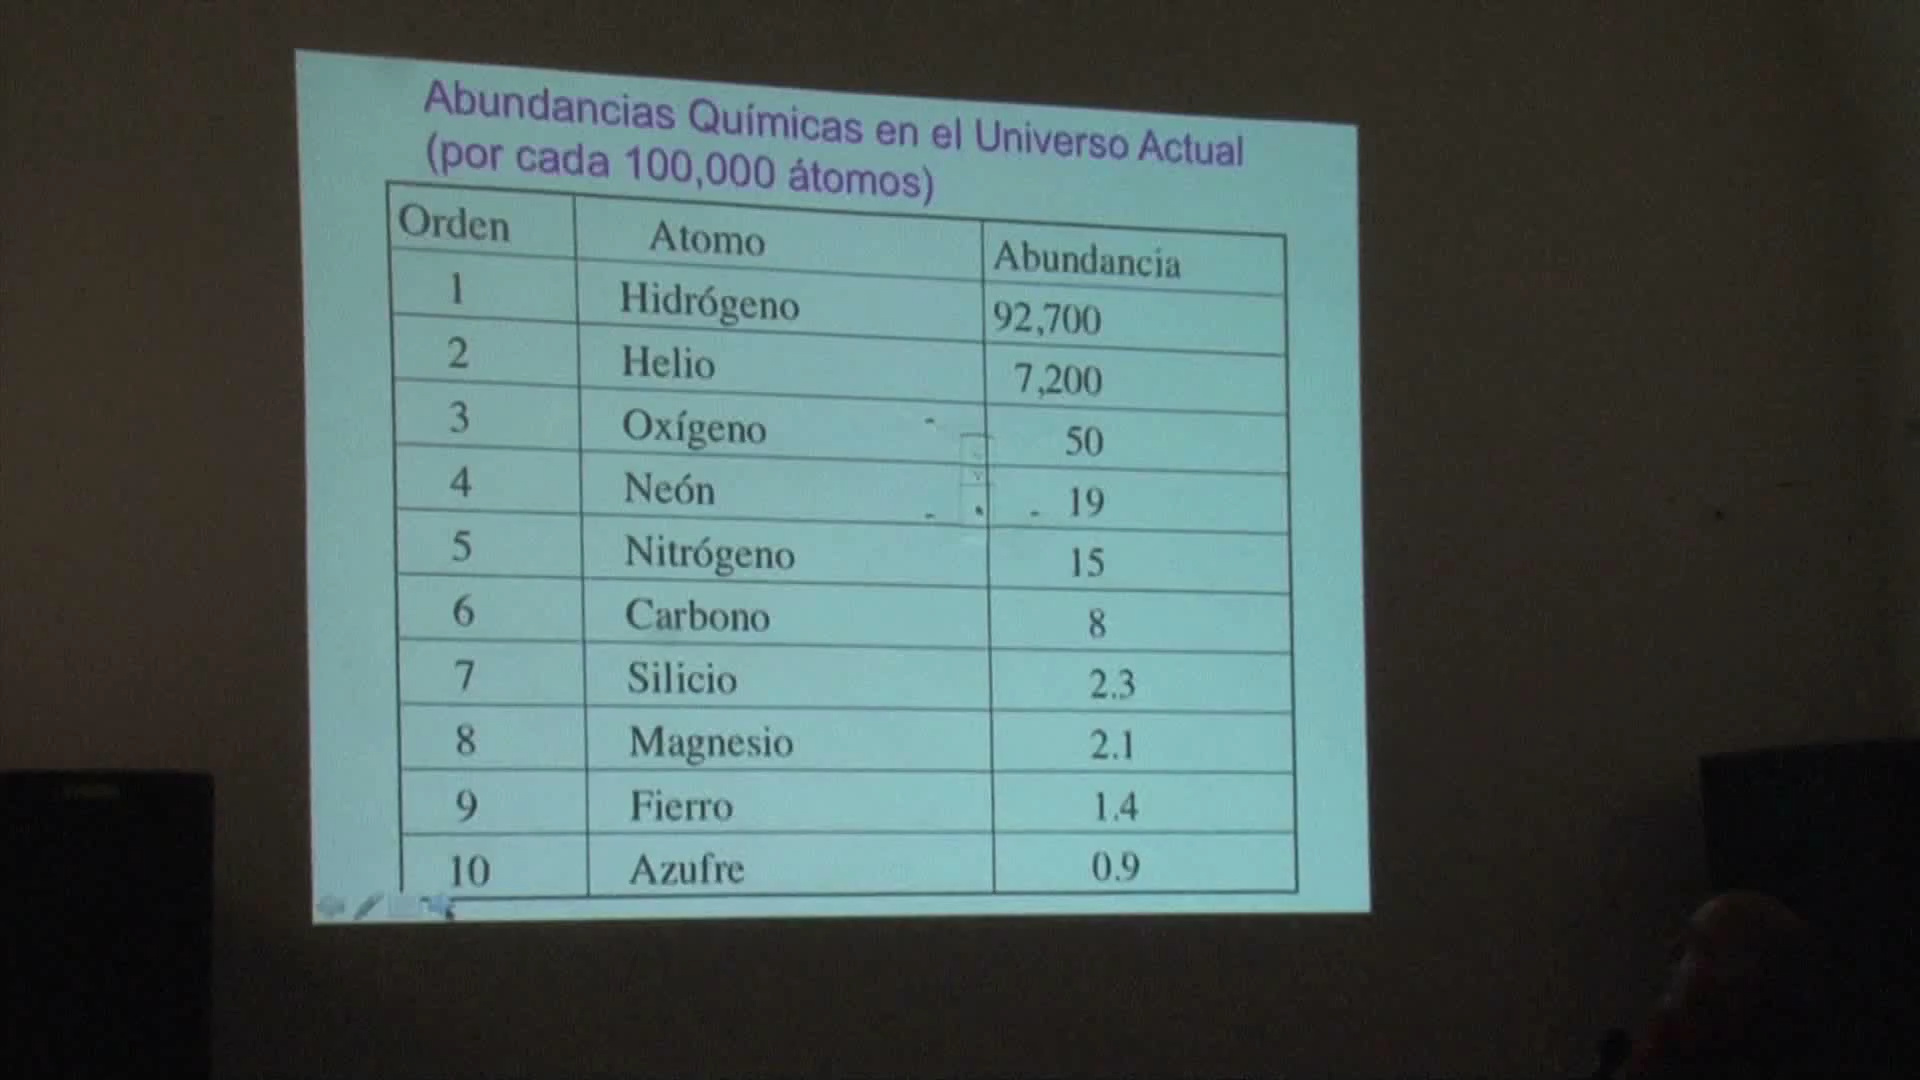 Abundancias Químicas en el Universo Actual
(por cada 100,000 átomos)
Orden Atomo Abundancia
1 Hidrógeno 92,700
2 Helio 7,200
3 Oxígeno 50
4 Neón 19
5 Nitrógeno 15
6 Carbono 8
7 Silicio 2.3
8 Magnesio 2.1
9 Fierro 1.4
10 Azufre 0.9